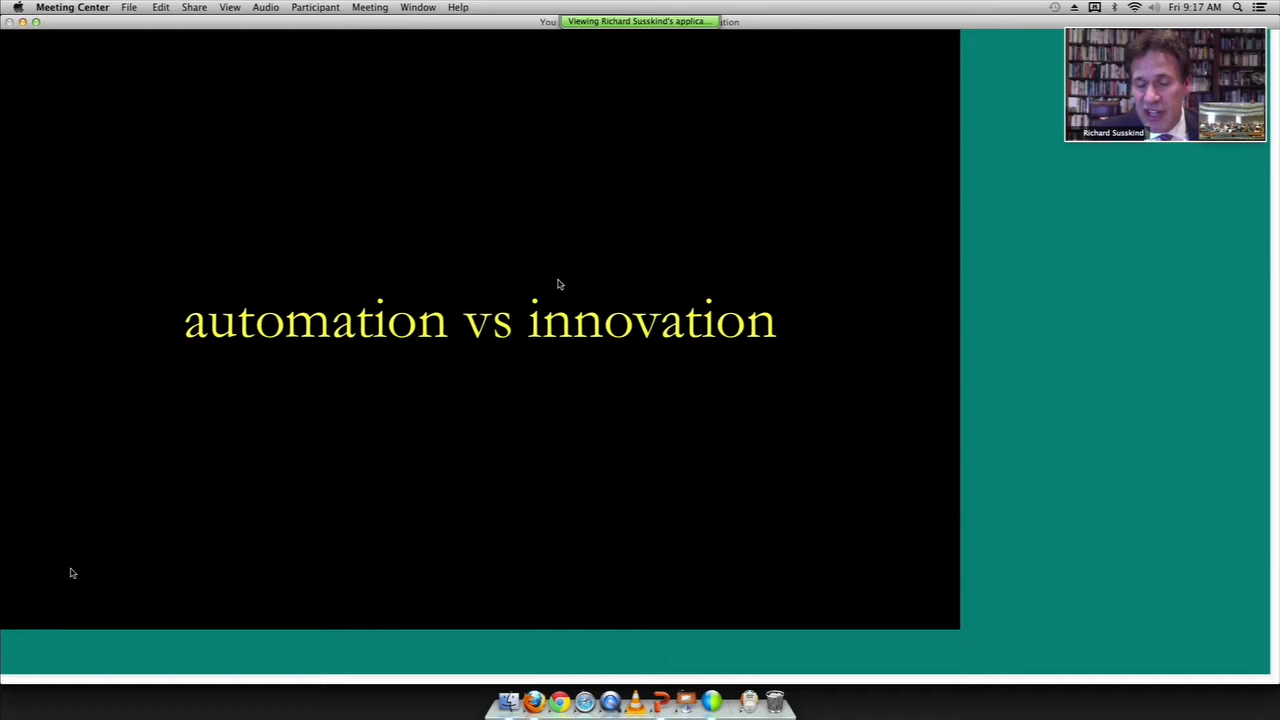 Meeting Center File Edit Share View Audio Participant Meeting Window Help Fri 9:17 AM
You Viewing Richard Susskind's applica... tion
Richard Susskind
automation vs innovation